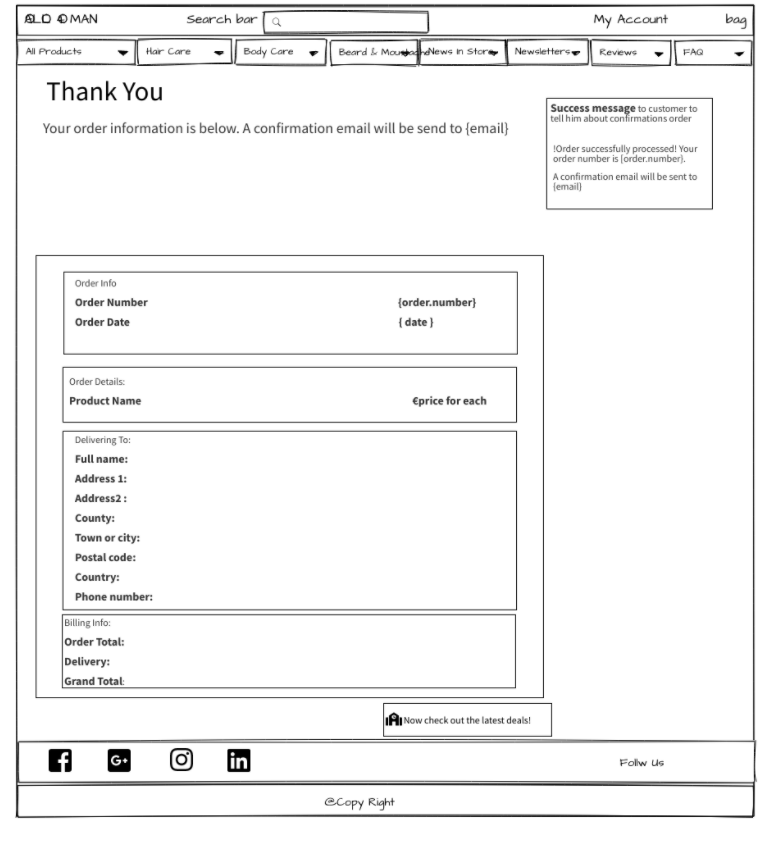 Search bar
My Account
bag
All Products
Hair Care
Body Care
Beard & Moustache
News In Store
Newsletters
Reviews
FAQ
Thank You
Your order information is below. A confirmation email will be send to {email}
Success message to customer to
tell him about confirmations order
!Order successfully processed! Your
order number is {order.number}.
A confirmation email will be sent to
{email}
Order Info
Order Number {order.number}
Order Date { date }
Order Details:
Product Name €price for each
Delivering To:
Full name:
Address 1:
Address2 :
County:
Town or city:
Postal code:
Country:
Phone number:
Billing Info:
Order Total:
Delivery:
Grand Total:
Now check out the latest deals!
Follw Us
@Copy Right